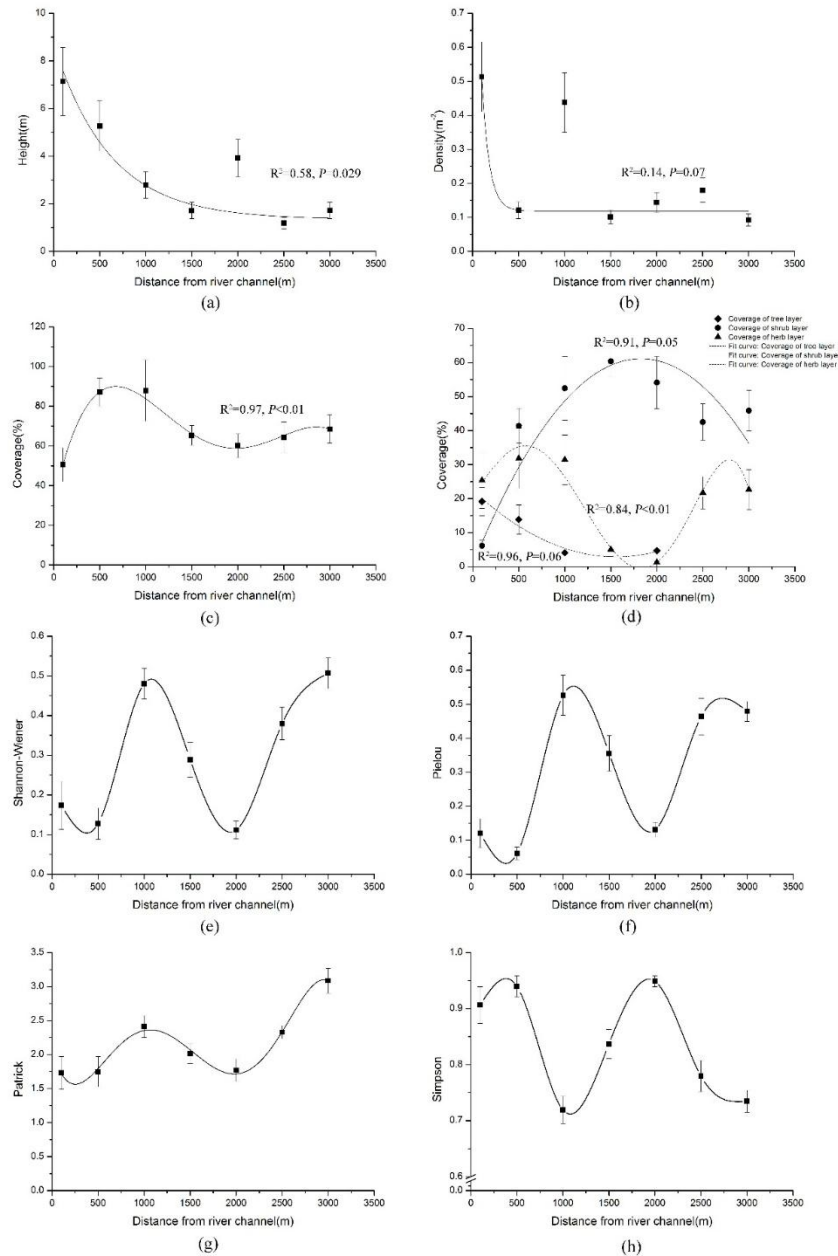 10
8
6
4
2
0
Height(m)
R²=0.58, P=0.029
0 500 1000 1500 2000 2500 3000 3500
Distance from river channel(m)
(a)
0.7
0.6
0.5
0.4
0.3
0.2
0.1
0.0
Density(m⁻²)
R²=0.14, P=0.07
0 500 1000 1500 2000 2500 3000 3500
Distance from river channel(m)
(b)
120
100
80
60
40
20
0
Coverage(%)
R²=0.97, P<0.01
0 500 1000 1500 2000 2500 3000 3500
Distance from river channel(m)
(c)
Coverage of tree layer
Coverage of shrub layer
Coverage of herb layer
Fit curve: Coverage of tree layer
Fit curve: Coverage of shrub laye
Fit curve: Coverage of herb layer
70
60
50
40
30
20
10
0
Coverage(%)
R²=0.91, P=0.05
R²=0.84, P<0.01
R²=0.96, P=0.06
0 500 1000 1500 2000 2500 3000 3500
Distance from river channel(m)
(d)
0.6
0.5
0.4
0.3
0.2
0.1
0.0
Shannon-Wiener
0 500 1000 1500 2000 2500 3000 3500
Distance from river channel(m)
(e)
0.7
0.6
0.5
0.4
0.3
0.2
0.1
0.0
Pielou
0 500 1000 1500 2000 2500 3000 3500
Distance from river channel(m)
(f)
3.5
3.0
2.5
2.0
1.5
1.0
0.5
0.0
Patrick
0 500 1000 1500 2000 2500 3000 3500
Distance from river channel(m)
(g)
1.0
0.9
0.8
0.7
0.6
0.0
Simpson
0 500 1000 1500 2000 2500 3000 3500
Distance from river channel(m)
(h)